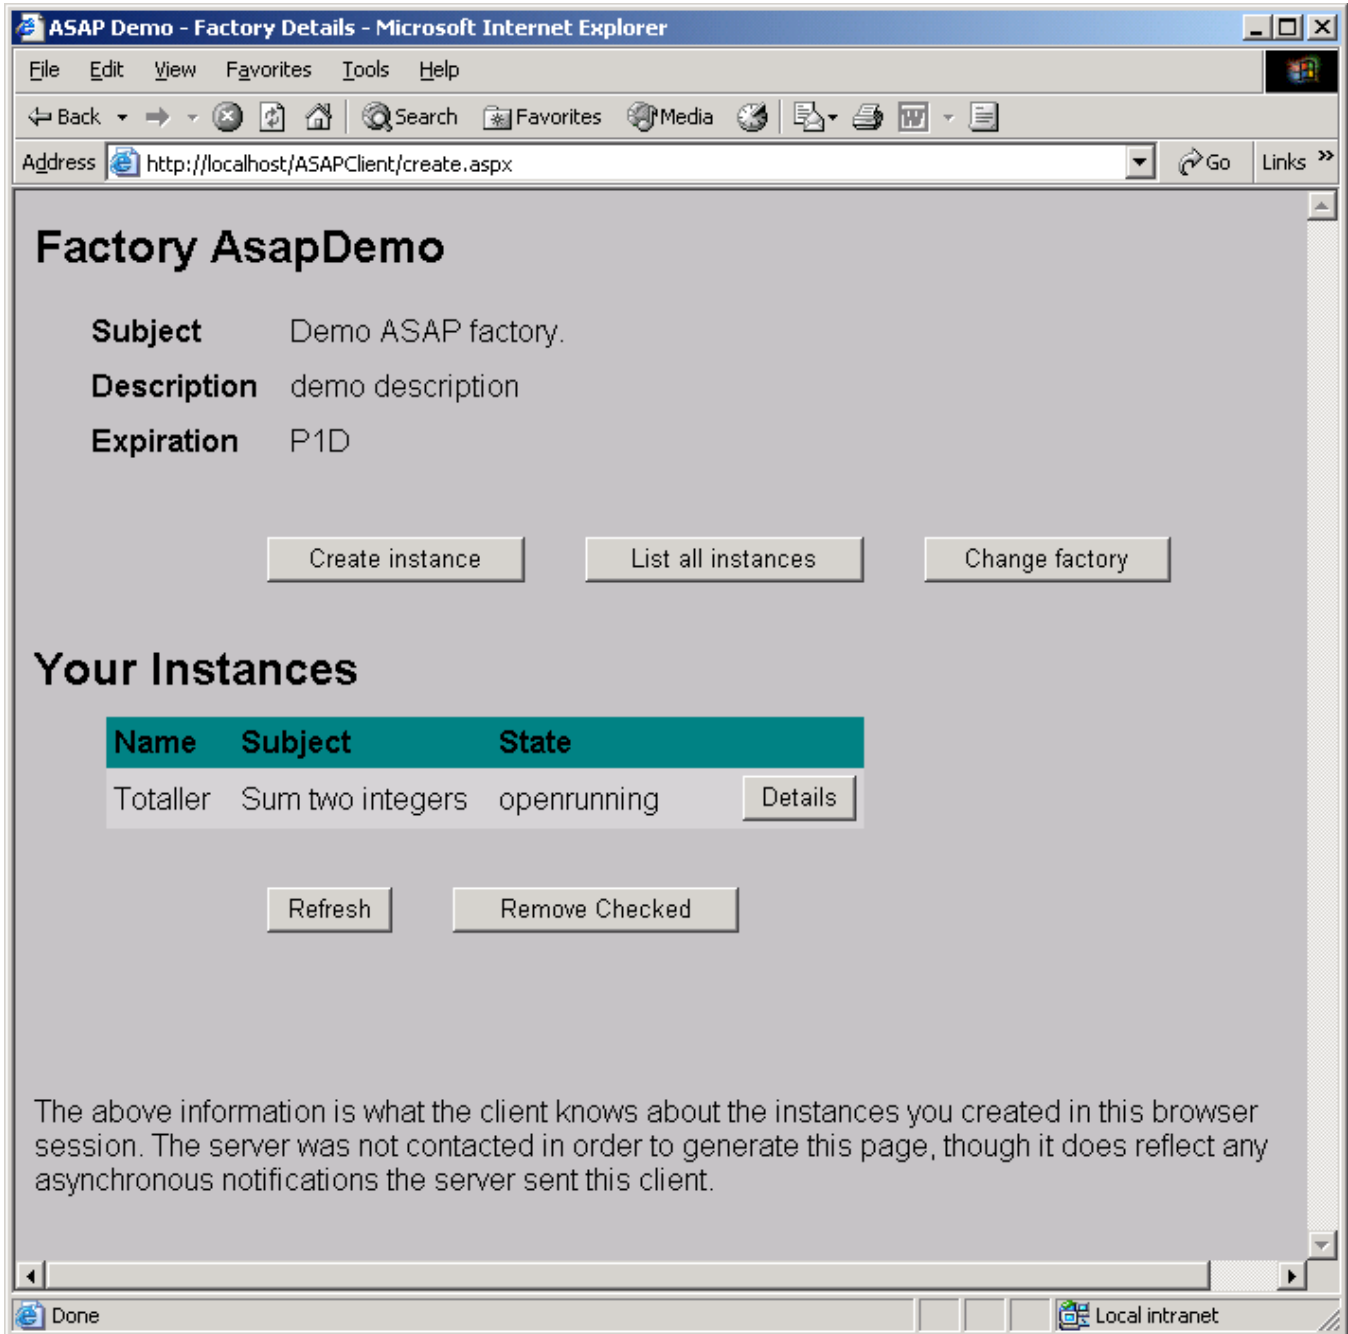 ASAP Demo - Factory Details - Microsoft Internet Explorer
File Edit View Favorites Tools Help
Back Search Favorites Media
Address http://localhost/ASAPClient/create.aspx Go Links »
Factory AsapDemo
Subject Demo ASAP factory.
Description demo description
Expiration P1D
Create instance List all instances Change factory
Your Instances
Name Subject State
Totaller Sum two integers openrunning Details
Refresh Remove Checked
The above information is what the client knows about the instances you created in this browser
session. The server was not contacted in order to generate this page, though it does reflect any
asynchronous notifications the server sent this client.
Done Local intranet